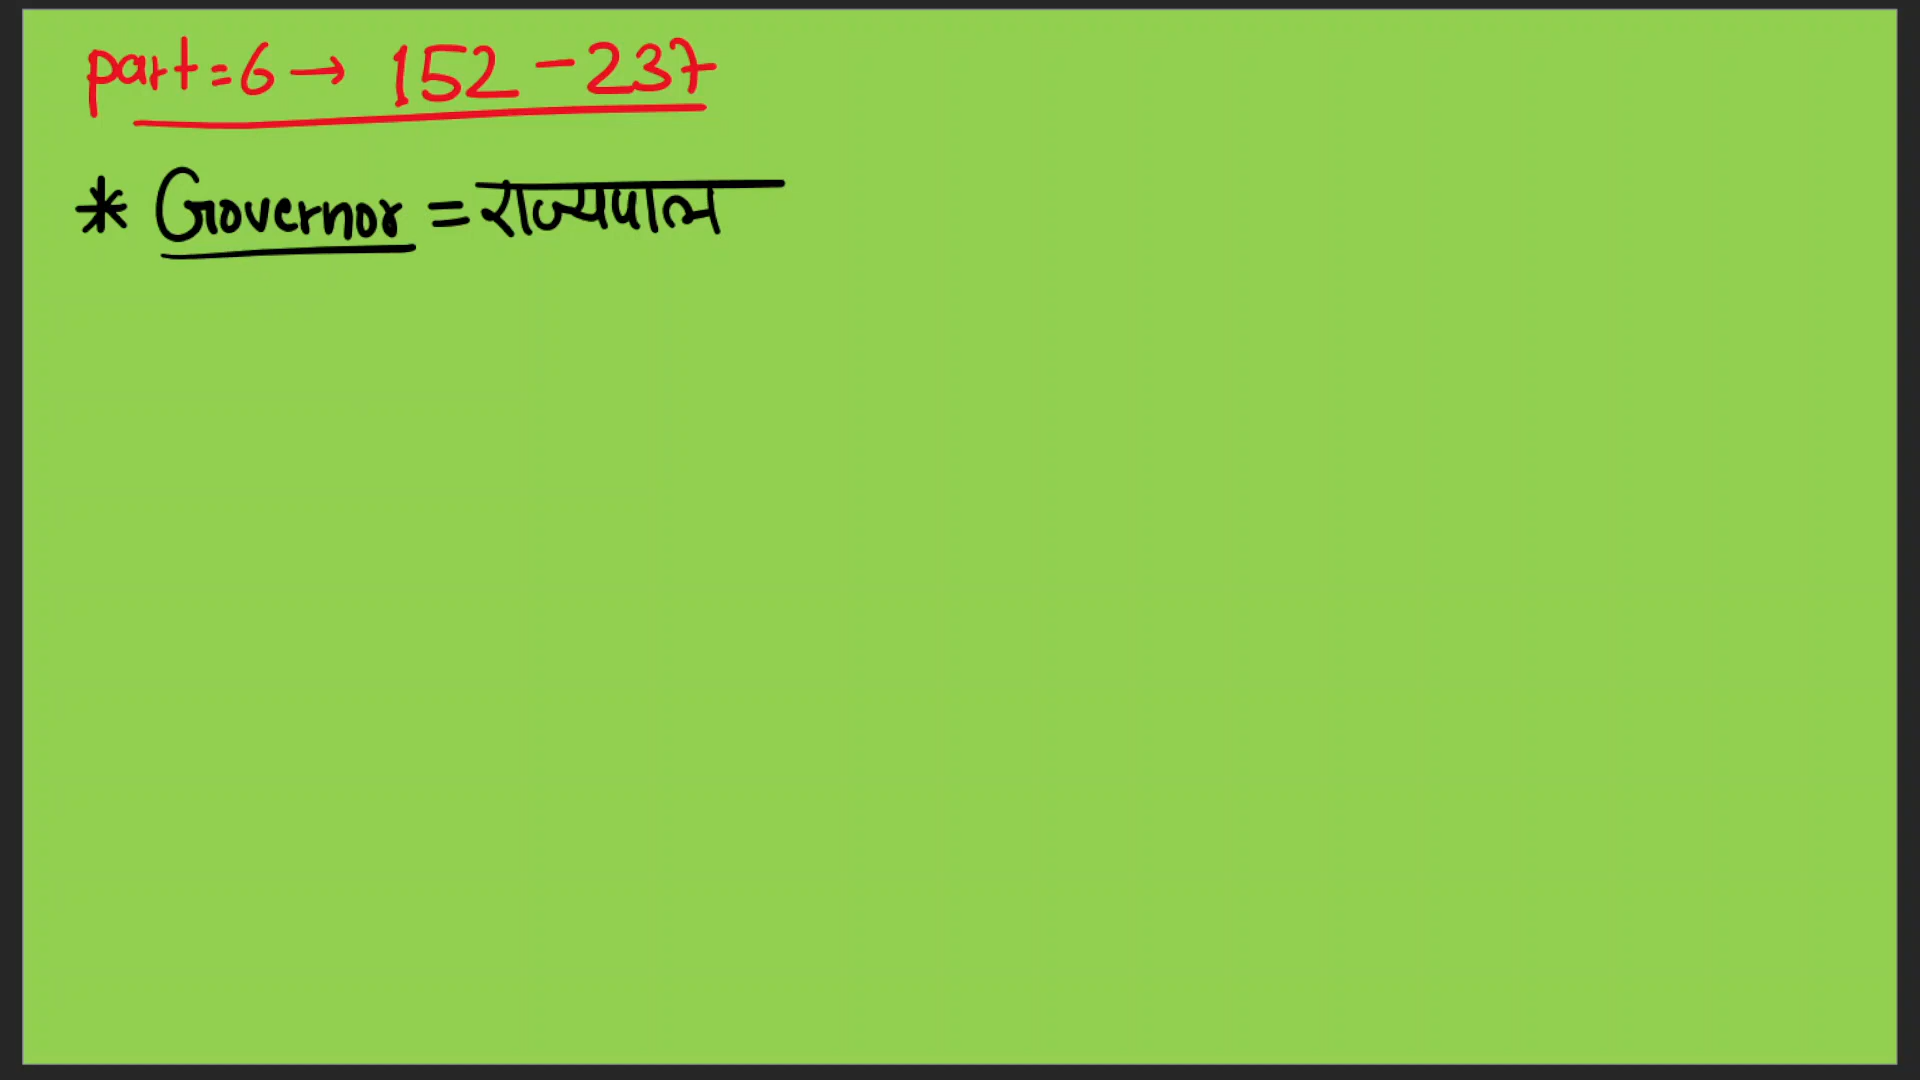 part = 6 → 152 - 237
* Governor = राज्यपाल